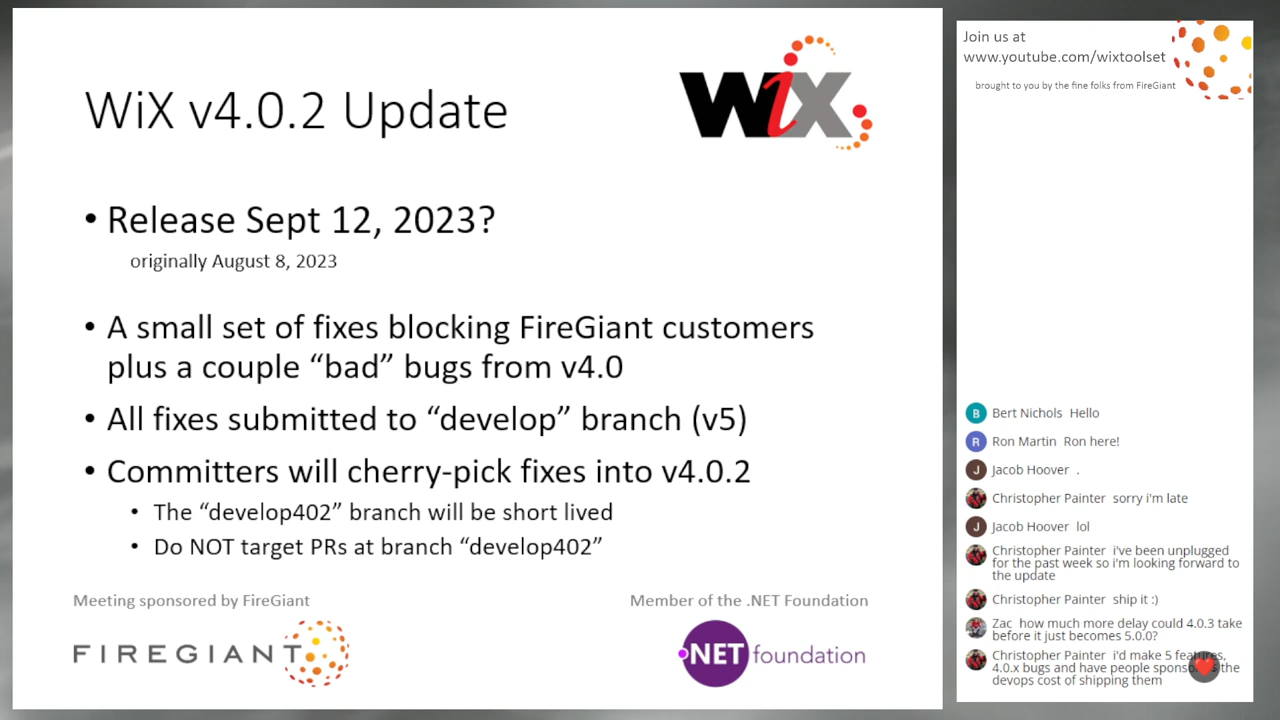 WiX v4.0.2 Update
WiX
• Release Sept 12, 2023?
originally August 8, 2023
• A small set of fixes blocking FireGiant customers
plus a couple “bad” bugs from v4.0
• All fixes submitted to “develop” branch (v5)
• Committers will cherry-pick fixes into v4.0.2
• The “develop402” branch will be short lived
• Do NOT target PRs at branch “develop402”
Meeting sponsored by FireGiant
Member of the .NET Foundation
FIREGIANT
.NET foundation
Join us at
www.youtube.com/wixtoolset
brought to you by the fine folks from FireGiant
B Bert Nichols Hello
R Ron Martin Ron here!
J Jacob Hoover .
Christopher Painter sorry i'm late
J Jacob Hoover lol
Christopher Painter i've been unplugged
for the past week so i'm looking forward to
the update
Christopher Painter ship it :)
Zac how much more delay could 4.0.3 take
before it just becomes 5.0.0?
Christopher Painter i'd make 5 features,
4.0.x bugs and have people the
devops cost of shipping them